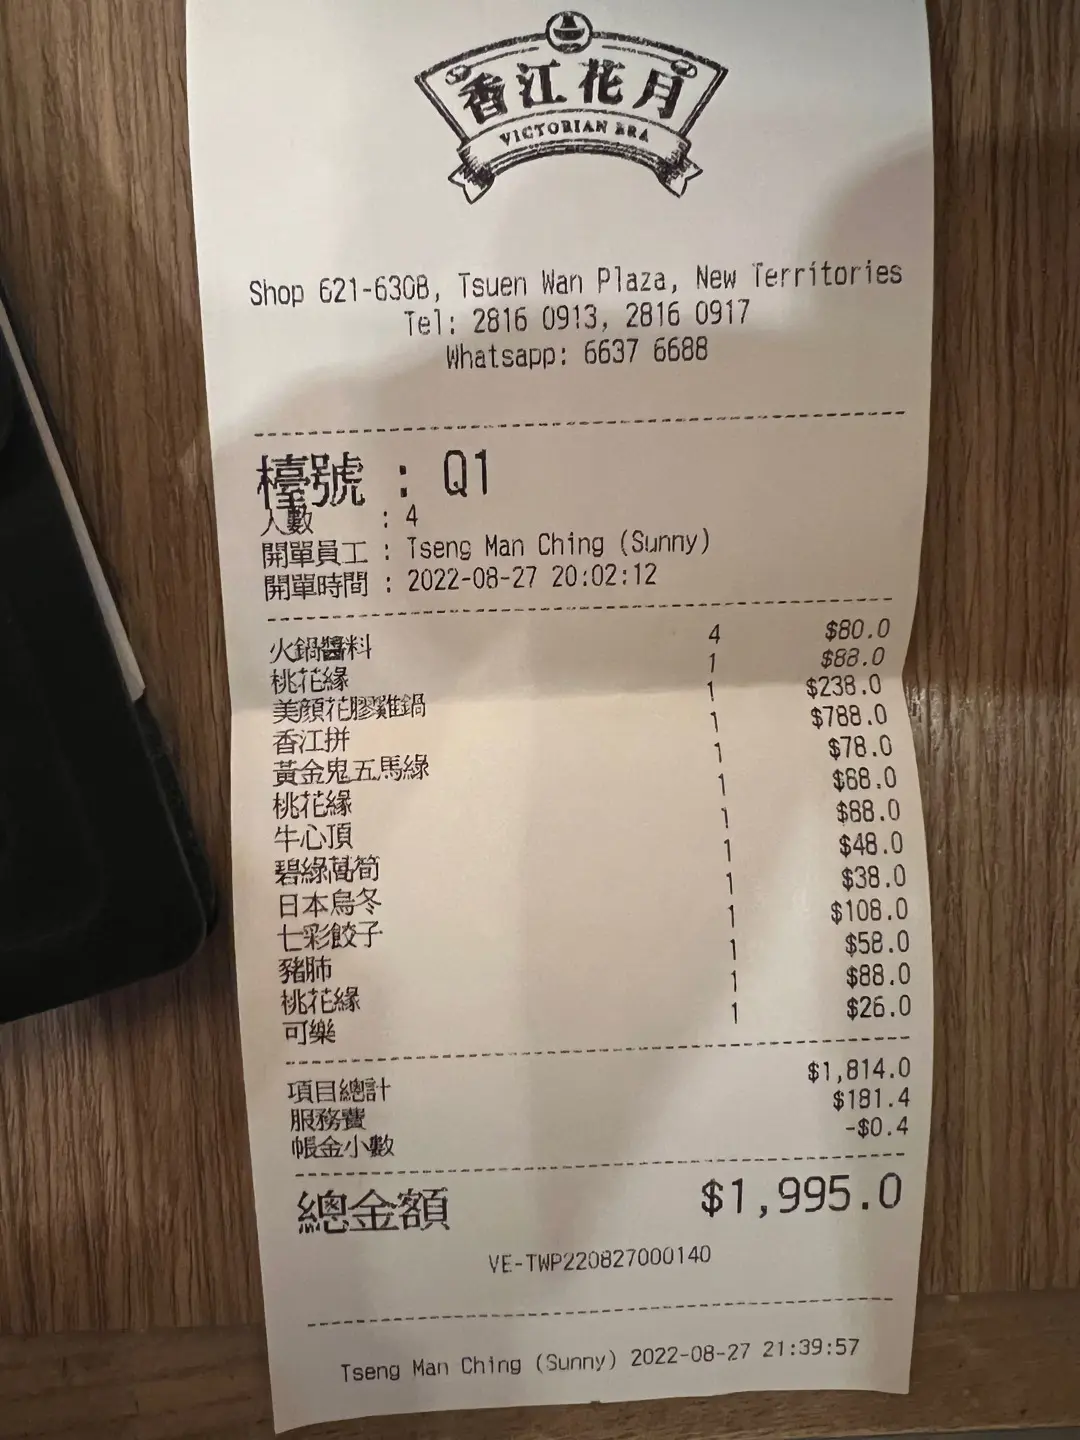 香江花月
VICTORIAN ERA
Shop 621-630B, Tsuen Wan Plaza, New Territories
Tel: 2816 0913, 2816 0917
Whatsapp: 6637 6688
檯號 : Q1
人數 : 4
開單員工 : Tseng Man Ching (Sunny)
開單時間 : 2022-08-27 20:02:12
火鍋醬料 4 $80.0
桃花緣 1 $88.0
美顏花膠雞鍋 1 $238.0
香江拼 1 $788.0
黃金鬼五馬綠 1 $78.0
桃花緣 1 $88.0
牛心頂 1 $88.0
碧綠萵筍 1 $48.0
日本烏冬 1 $38.0
七彩餃子 1 $108.0
豬肺 1 $58.0
桃花緣 1 $88.0
可樂 1 $26.0
項目總計 $1,814.0
服務費 $181.4
帳金小數 -$0.4
總金額 $1,995.0
VE-TWP220827000140
Tseng Man Ching (Sunny) 2022-08-27 21:39:57